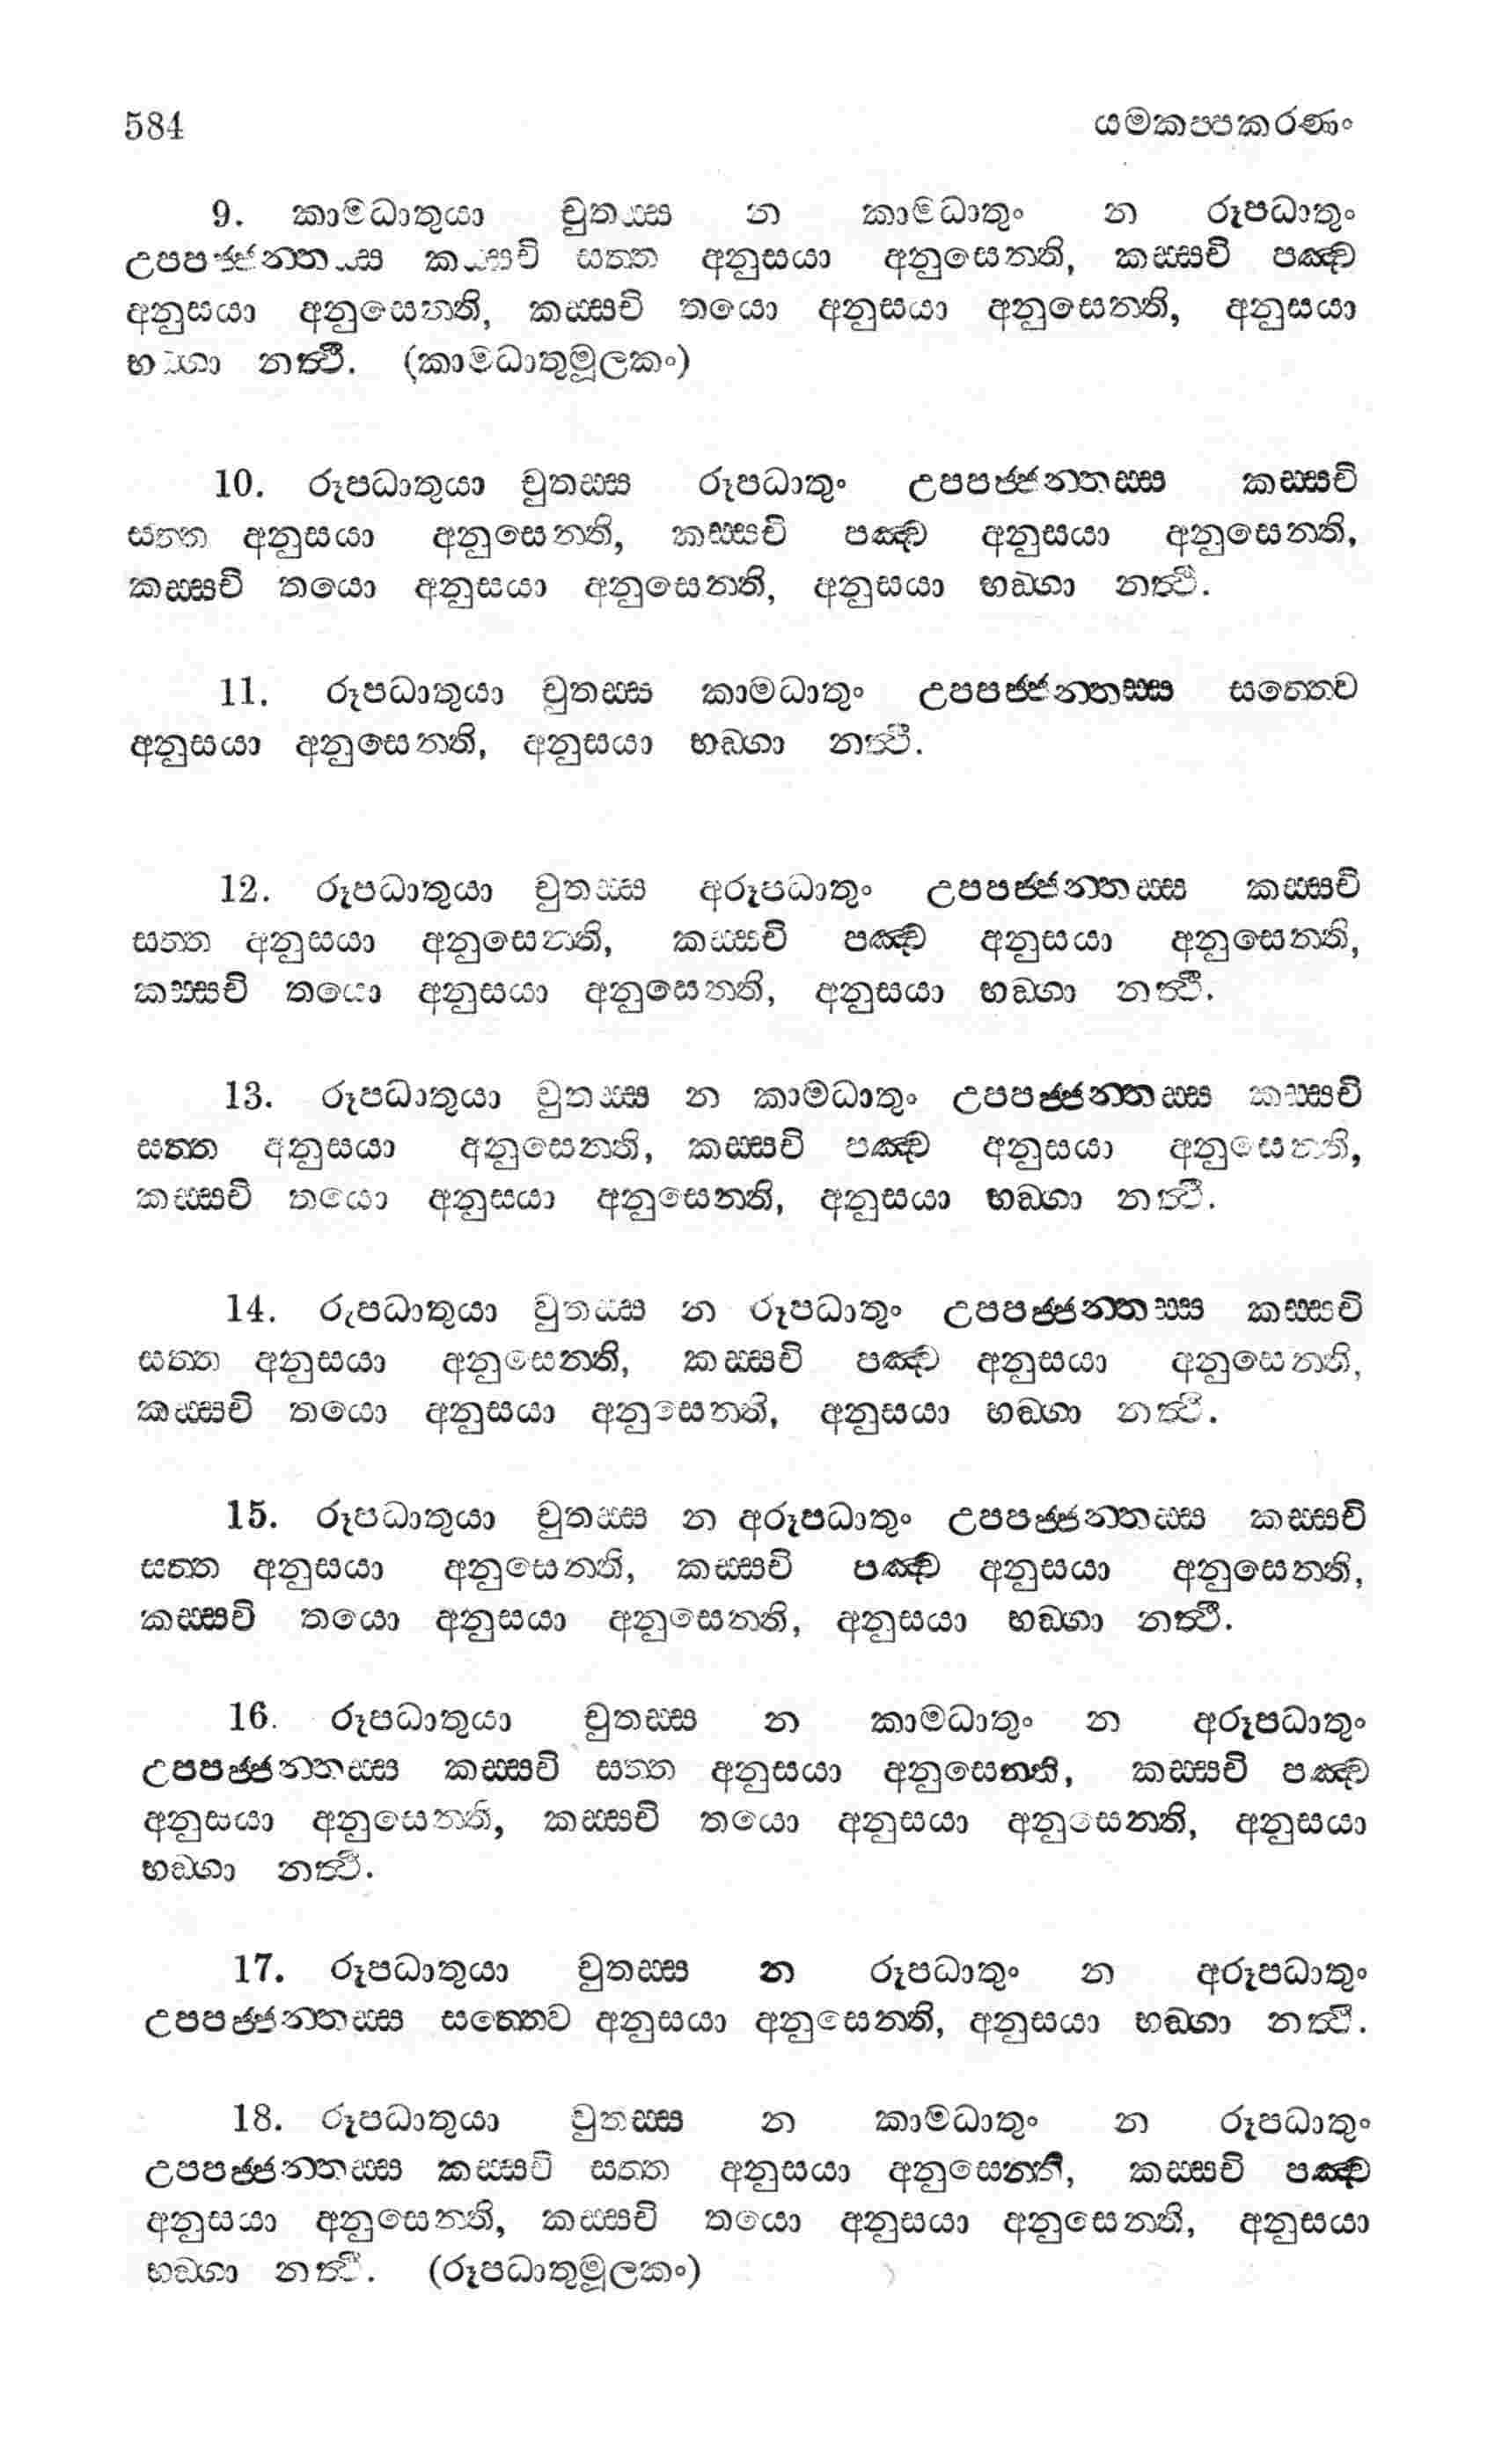 584 යමකප්පකරණං
9. කාමධාතුයා චුතස්ස න කාමධාතුං න රූපධාතුං
උපපජ්ජන්තස්ස කස්සචි සත්ත අනුසයා අනුසෙන්ති, කස්සචි පඤ්ච
අනුසයා අනුසෙන්ති, කස්සචි තයො අනුසයා අනුසෙන්ති, අනුසයා
භඞ්ගා නත්ථි. (කාමධාතුමූලකං)
10. රූපධාතුයා චුතස්ස රූපධාතුං උපපජ්ජන්තස්ස කස්සචි
සත්ත අනුසයා අනුසෙන්ති, කස්සචි පඤ්ච අනුසයා අනුසෙන්ති,
කස්සචි තයො අනුසයා අනුසෙන්ති, අනුසයා භඞ්ගා නත්ථි.
11. රූපධාතුයා චුතස්ස කාමධාතුං උපපජ්ජන්තස්ස සත්තෙව
අනුසයා අනුසෙන්ති, අනුසයා භඞ්ගා නත්ථි.
12. රූපධාතුයා චුතස්ස අරූපධාතුං උපපජ්ජන්තස්ස කස්සචි
සත්ත අනුසයා අනුසෙන්ති, කස්සචි පඤ්ච අනුසයා අනුසෙන්ති,
කස්සචි තයො අනුසයා අනුසෙන්ති, අනුසයා භඞ්ගා නත්ථි.
13. රූපධාතුයා චුතස්ස න කාමධාතුං උපපජ්ජන්තස්ස කස්සචි
සත්ත අනුසයා අනුසෙන්ති, කස්සචි පඤ්ච අනුසයා අනුසෙන්ති,
කස්සචි තයො අනුසයා අනුසෙන්ති, අනුසයා භඞ්ගා නත්ථි.
14. රූපධාතුයා චුතස්ස න රූපධාතුං උපපජ්ජන්තස්ස කස්සචි
සත්ත අනුසයා අනුසෙන්ති, කස්සචි පඤ්ච අනුසයා අනුසෙන්ති,
කස්සචි තයො අනුසයා අනුසෙන්ති, අනුසයා භඞ්ගා නත්ථි.
15. රූපධාතුයා චුතස්ස න අරූපධාතුං උපපජ්ජන්තස්ස කස්සචි
සත්ත අනුසයා අනුසෙන්ති, කස්සචි පඤ්ච අනුසයා අනුසෙන්ති,
කස්සචි තයො අනුසයා අනුසෙන්ති, අනුසයා භඞ්ගා නත්ථි.
16. රූපධාතුයා චුතස්ස න කාමධාතුං න අරූපධාතුං
උපපජ්ජන්තස්ස කස්සචි සත්ත අනුසයා අනුසෙන්ති, කස්සචි පඤ්ච
අනුසයා අනුසෙන්ති, කස්සචි තයො අනුසයා අනුසෙන්ති, අනුසයා
භඞ්ගා නත්ථි.
17. රූපධාතුයා චුතස්ස න රූපධාතුං න අරූපධාතුං
උපපජ්ජන්තස්ස සත්තෙව අනුසයා අනුසෙන්ති, අනුසයා භඞ්ගා නත්ථි.
18. රූපධාතුයා චුතස්ස න කාමධාතුං න රූපධාතුං
උපපජ්ජන්තස්ස කස්සචි සත්ත අනුසයා අනුසෙන්ති, කස්සචි පඤ්ච
අනුසයා අනුසෙන්ති, කස්සචි තයො අනුසයා අනුසෙන්ති, අනුසයා
භඞ්ගා නත්ථි. (රූපධාතුමූලකං)